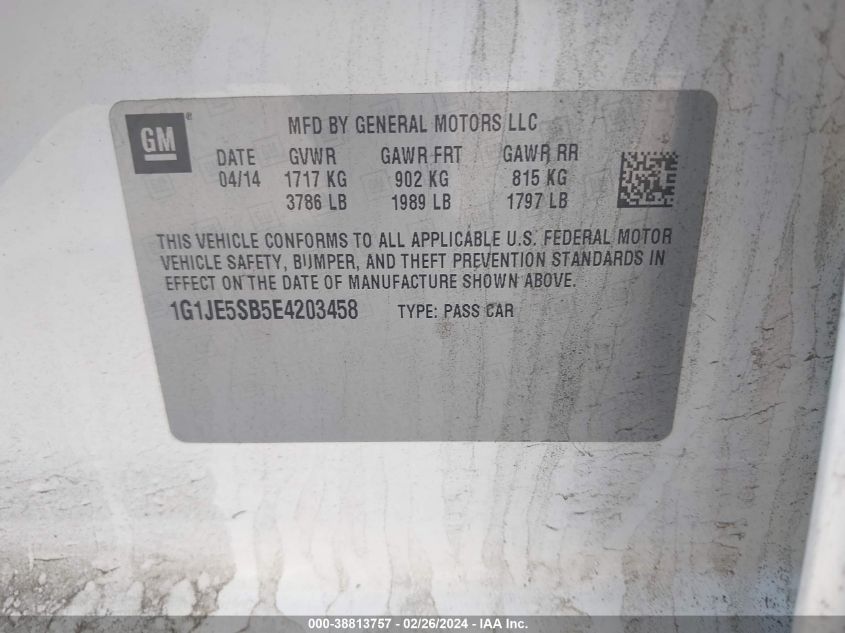 GM®
MFD BY GENERAL MOTORS LLC
DATE GVWR GAWR FRT GAWR RR
04/14 1717 KG 902 KG 815 KG
3786 LB 1989 LB 1797 LB
THIS VEHICLE CONFORMS TO ALL APPLICABLE U.S. FEDERAL MOTOR
VEHICLE SAFETY, BUMPER, AND THEFT PREVENTION STANDARDS IN
EFFECT ON THE DATE OF MANUFACTURE SHOWN ABOVE.
1G1JE5SB5E4203458 TYPE: PASS CAR
000-38813757 - 02/26/2024 - IAA Inc.